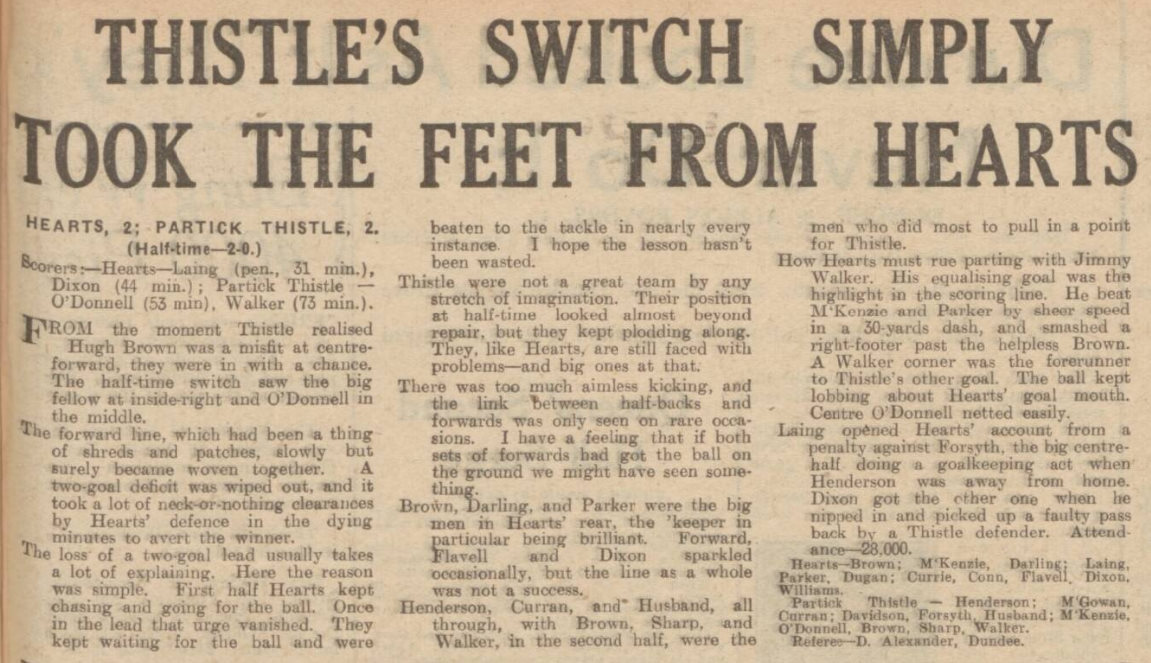 THISTLE'S SWITCH SIMPLY
TOOK THE FEET FROM HEARTS
HEARTS, 2; PARTICK THISTLE, 2.
(Half-time—2-0.)
Scorers:—Hearts—Laing (pen., 31 min.),
Dixon (44 min.); Partick Thistle —
O'Donnell (53 min), Walker (73 min.).
FROM the moment Thistle realised
Hugh Brown was a misfit at centre-
forward, they were in with a chance.
The half-time switch saw the big
fellow at inside-right and O'Donnell in
the middle.
The forward line, which had been a thing
of shreds and patches, slowly but
surely became woven together. A
two-goal deficit was wiped out, and it
took a lot of neck-or-nothing clearances
by Hearts' defence in the dying
minutes to avert the winner.
The loss of a two-goal lead usually takes
a lot of explaining. Here the reason
was simple. First half Hearts kept
chasing and going for the ball. Once
in the lead that urge vanished. They
kept waiting for the ball and were
beaten to the tackle in nearly every
instance. I hope the lesson hasn't
been wasted.
Thistle were not a great team by any
stretch of imagination. Their position
at half-time looked almost beyond
repair, but they kept plodding along.
They, like Hearts, are still faced with
problems—and big ones at that.
There was too much aimless kicking, and
the link between half-backs and
forwards was only seen on rare occa-
sions. I have a feeling that if both
sets of forwards had got the ball on
the ground we might have seen some-
thing.
Brown, Darling, and Parker were the big
men in Hearts' rear, the 'keeper in
particular being brilliant. Forward,
Flavell and Dixon sparkled
occasionally, but the line as a whole
was not a success.
Henderson, Curran, and Husband, all
through, with Brown, Sharp, and
Walker, in the second half, were the
men who did most to pull in a point
for Thistle.
How Hearts must rue parting with Jimmy
Walker. His equalising goal was the
highlight in the scoring line. He beat
M'Kenzie and Parker by sheer speed
in a 30-yards dash, and smashed a
right-footer past the helpless Brown.
A Walker corner was the forerunner
to Thistle's other goal. The ball kept
lobbing about Hearts' goal mouth.
Centre O'Donnell netted easily.
Laing opened Hearts' account from a
penalty against Forsyth, the big centre-
half doing a goalkeeping act when
Henderson was away from home.
Dixon got the other one when he
nipped in and picked up a faulty pass
back by a Thistle defender. Attend-
ance—28,000.
Hearts—Brown; M'Kenzie, Darling; Laing,
Parker, Dugan; Currie, Conn, Flavell, Dixon,
Williams.
Partick Thistle — Henderson; M'Gowan,
Curran; Davidson, Forsyth, Husband; M'Kenzie,
O'Donnell, Brown, Sharp, Walker.
Referee—D. Alexander, Dundee.